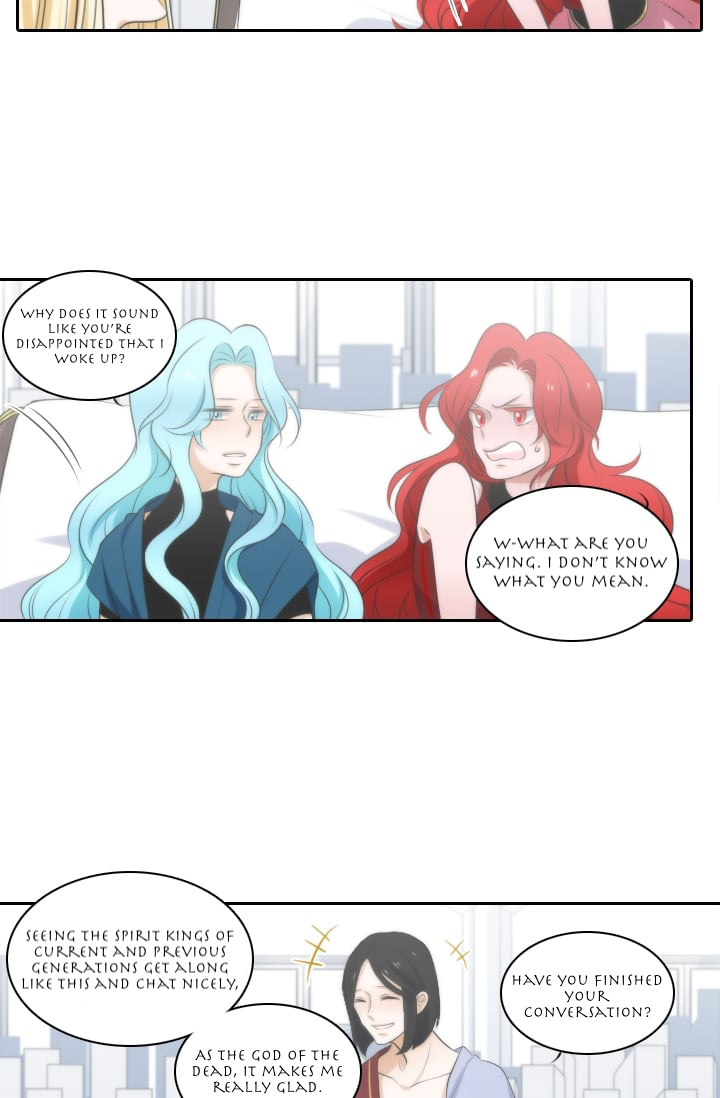 WHY DOES IT SOUND
LIKE YOU'RE
DISAPPOINTED THAT I
WOKE UP?
W-WHAT ARE YOU
SAYING. I DON'T KNOW
WHAT YOU MEAN.
SEEING THE SPIRIT KINGS OF
CURRENT AND PREVIOUS
GENERATIONS GET ALONG
LIKE THIS AND CHAT NICELY,
AS THE GOD OF THE
DEAD, IT MAKES ME
REALLY GLAD.
HAVE YOU FINISHED
YOUR
CONVERSATION?